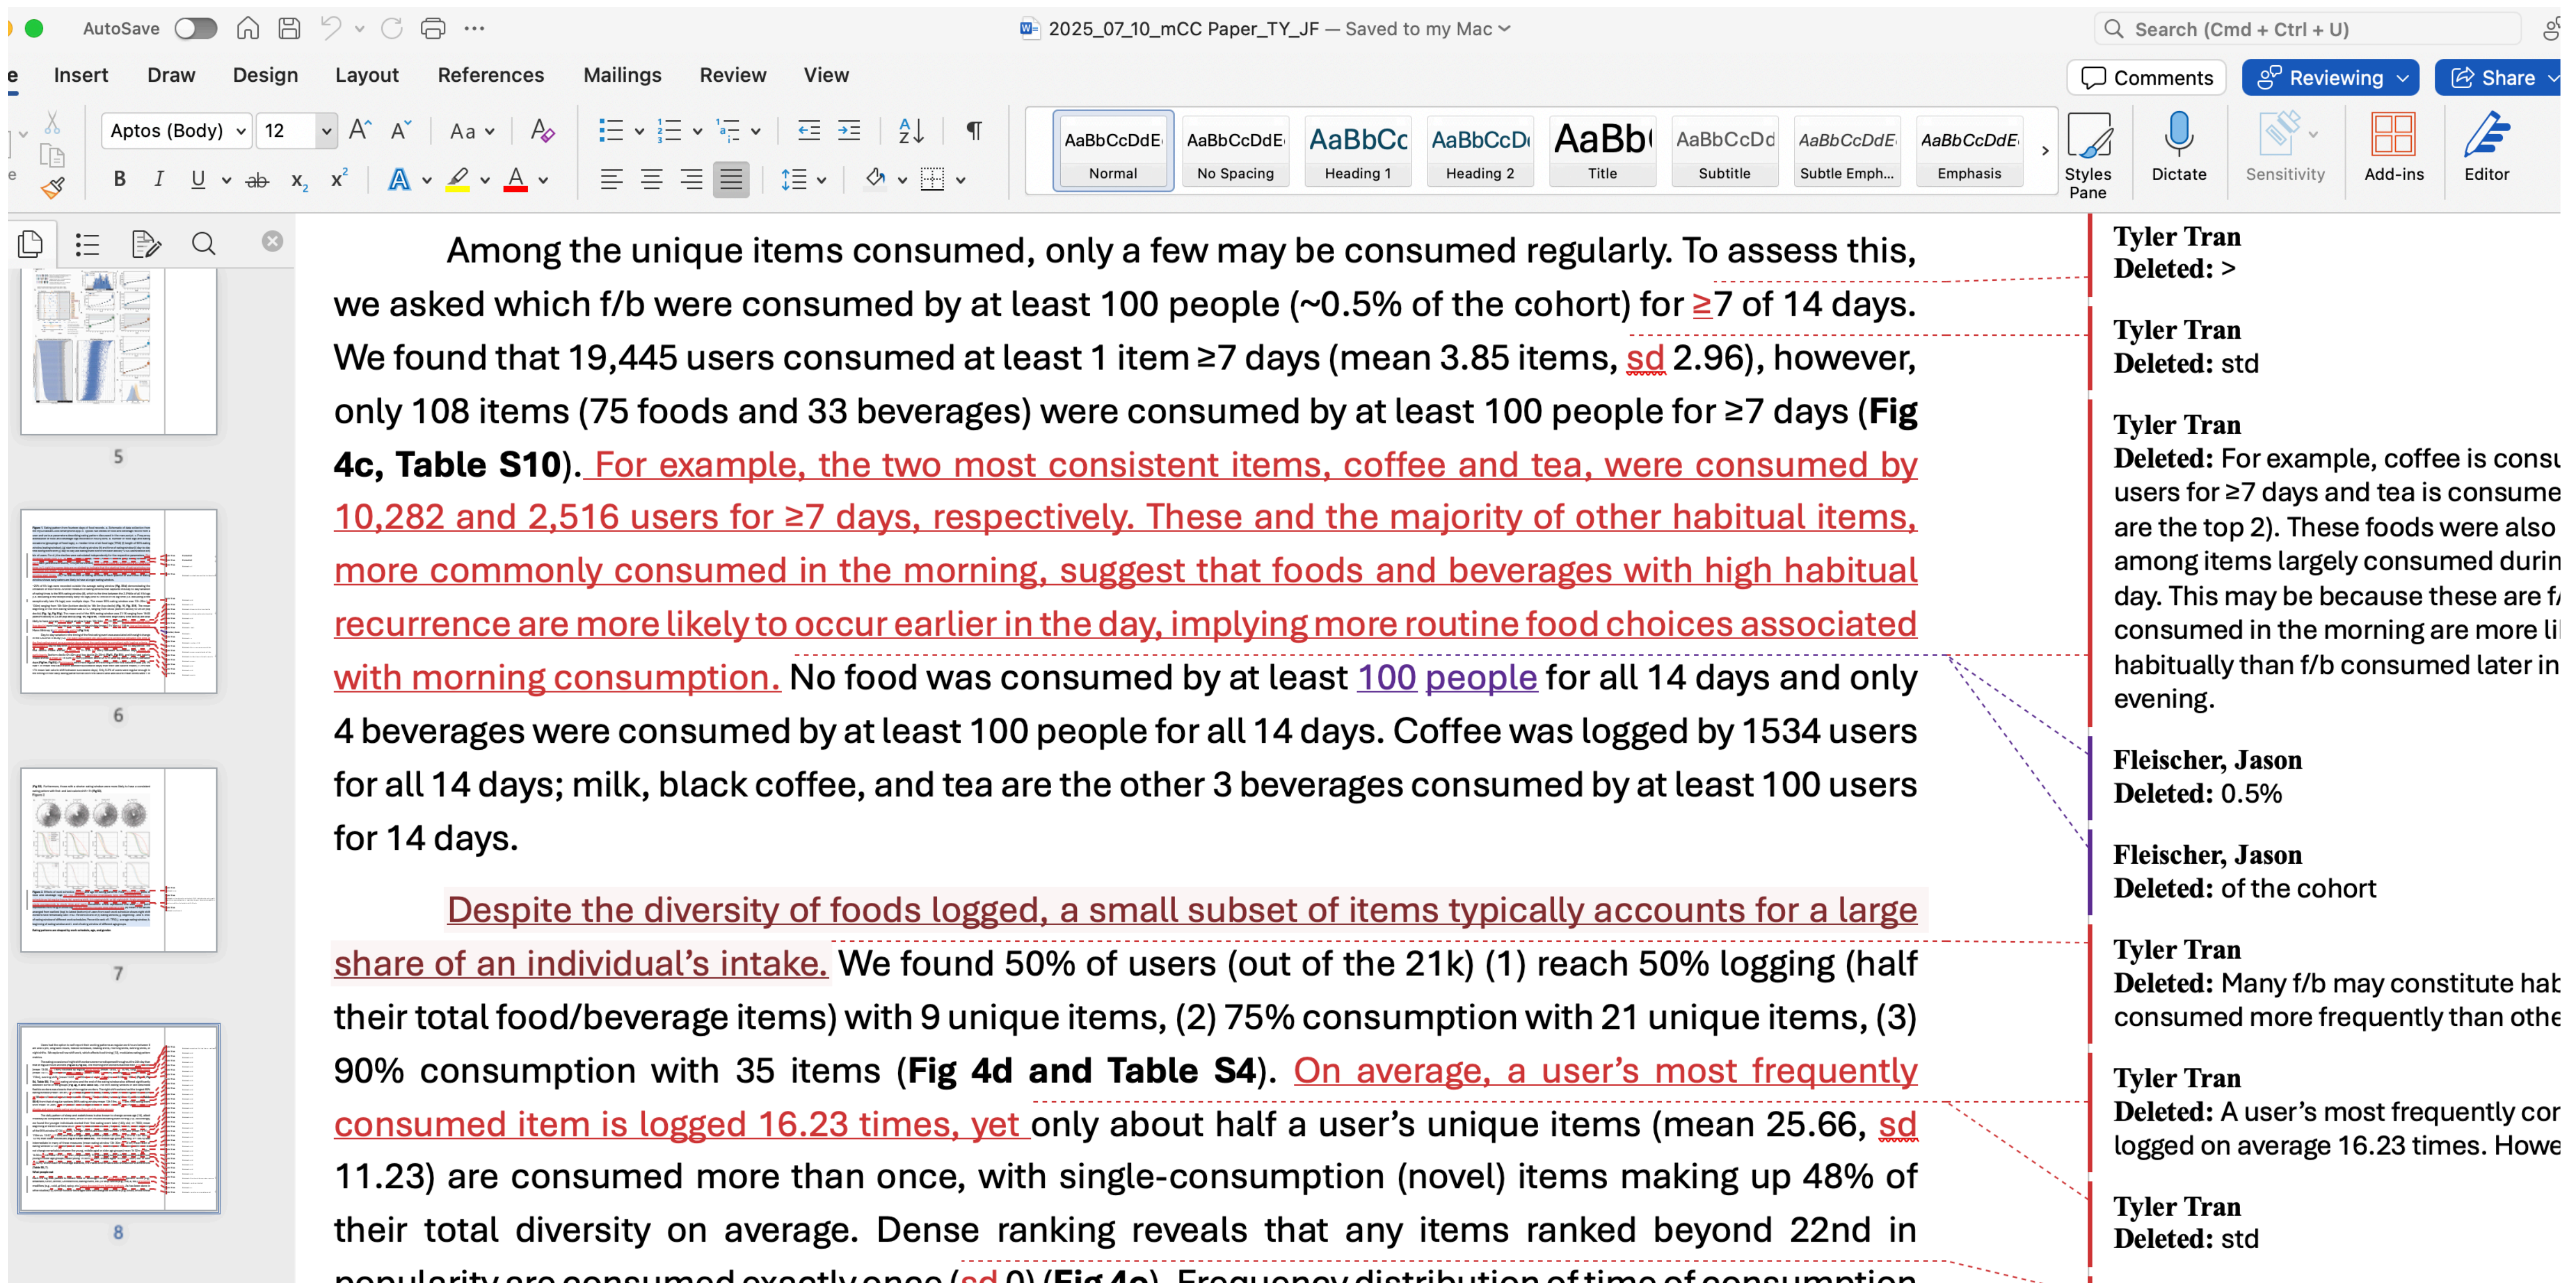 AutoSave
2025_07_10_mCC Paper_TY_JF — Saved to my Mac
Search (Cmd + Ctrl + U)
Insert Draw Design Layout References Mailings Review View
Comments Reviewing Share
Aptos (Body) 12 Aa
AaBbCcDdE AaBbCcDdE AaBbCc AaBbCcD AaBb AaBbCcDd AaBbCcDdE AaBbCcDdE
Normal No Spacing Heading 1 Heading 2 Title Subtitle Subtle Emph... Emphasis
Styles Pane Dictate Sensitivity Add-ins Editor
5
6
7
8
Among the unique items consumed, only a few may be consumed regularly. To assess this,
we asked which f/b were consumed by at least 100 people (~0.5% of the cohort) for ≥7 of 14 days.
We found that 19,445 users consumed at least 1 item ≥7 days (mean 3.85 items, sd 2.96), however,
only 108 items (75 foods and 33 beverages) were consumed by at least 100 people for ≥7 days (Fig
4c, Table S10). For example, the two most consistent items, coffee and tea, were consumed by
10,282 and 2,516 users for ≥7 days, respectively. These and the majority of other habitual items,
more commonly consumed in the morning, suggest that foods and beverages with high habitual
recurrence are more likely to occur earlier in the day, implying more routine food choices associated
with morning consumption. No food was consumed by at least 100 people for all 14 days and only
4 beverages were consumed by at least 100 people for all 14 days. Coffee was logged by 1534 users
for all 14 days; milk, black coffee, and tea are the other 3 beverages consumed by at least 100 users
for 14 days.
Despite the diversity of foods logged, a small subset of items typically accounts for a large
share of an individual’s intake. We found 50% of users (out of the 21k) (1) reach 50% logging (half
their total food/beverage items) with 9 unique items, (2) 75% consumption with 21 unique items, (3)
90% consumption with 35 items (Fig 4d and Table S4). On average, a user’s most frequently
consumed item is logged 16.23 times, yet only about half a user’s unique items (mean 25.66, sd
11.23) are consumed more than once, with single-consumption (novel) items making up 48% of
their total diversity on average. Dense ranking reveals that any items ranked beyond 22nd in
popularity are consumed exactly once (sd 0) (Fig 4e). Frequency distribution of time of consumption
Tyler Tran
Deleted: >
Tyler Tran
Deleted: std
Tyler Tran
Deleted: For example, coffee is consu
users for ≥7 days and tea is consume
are the top 2). These foods were also
among items largely consumed durin
day. This may be because these are f/
consumed in the morning are more li
habitually than f/b consumed later in
evening.
Fleischer, Jason
Deleted: 0.5%
Fleischer, Jason
Deleted: of the cohort
Tyler Tran
Deleted: Many f/b may constitute hab
consumed more frequently than othe
Tyler Tran
Deleted: A user’s most frequently cor
logged on average 16.23 times. Howe
Tyler Tran
Deleted: std